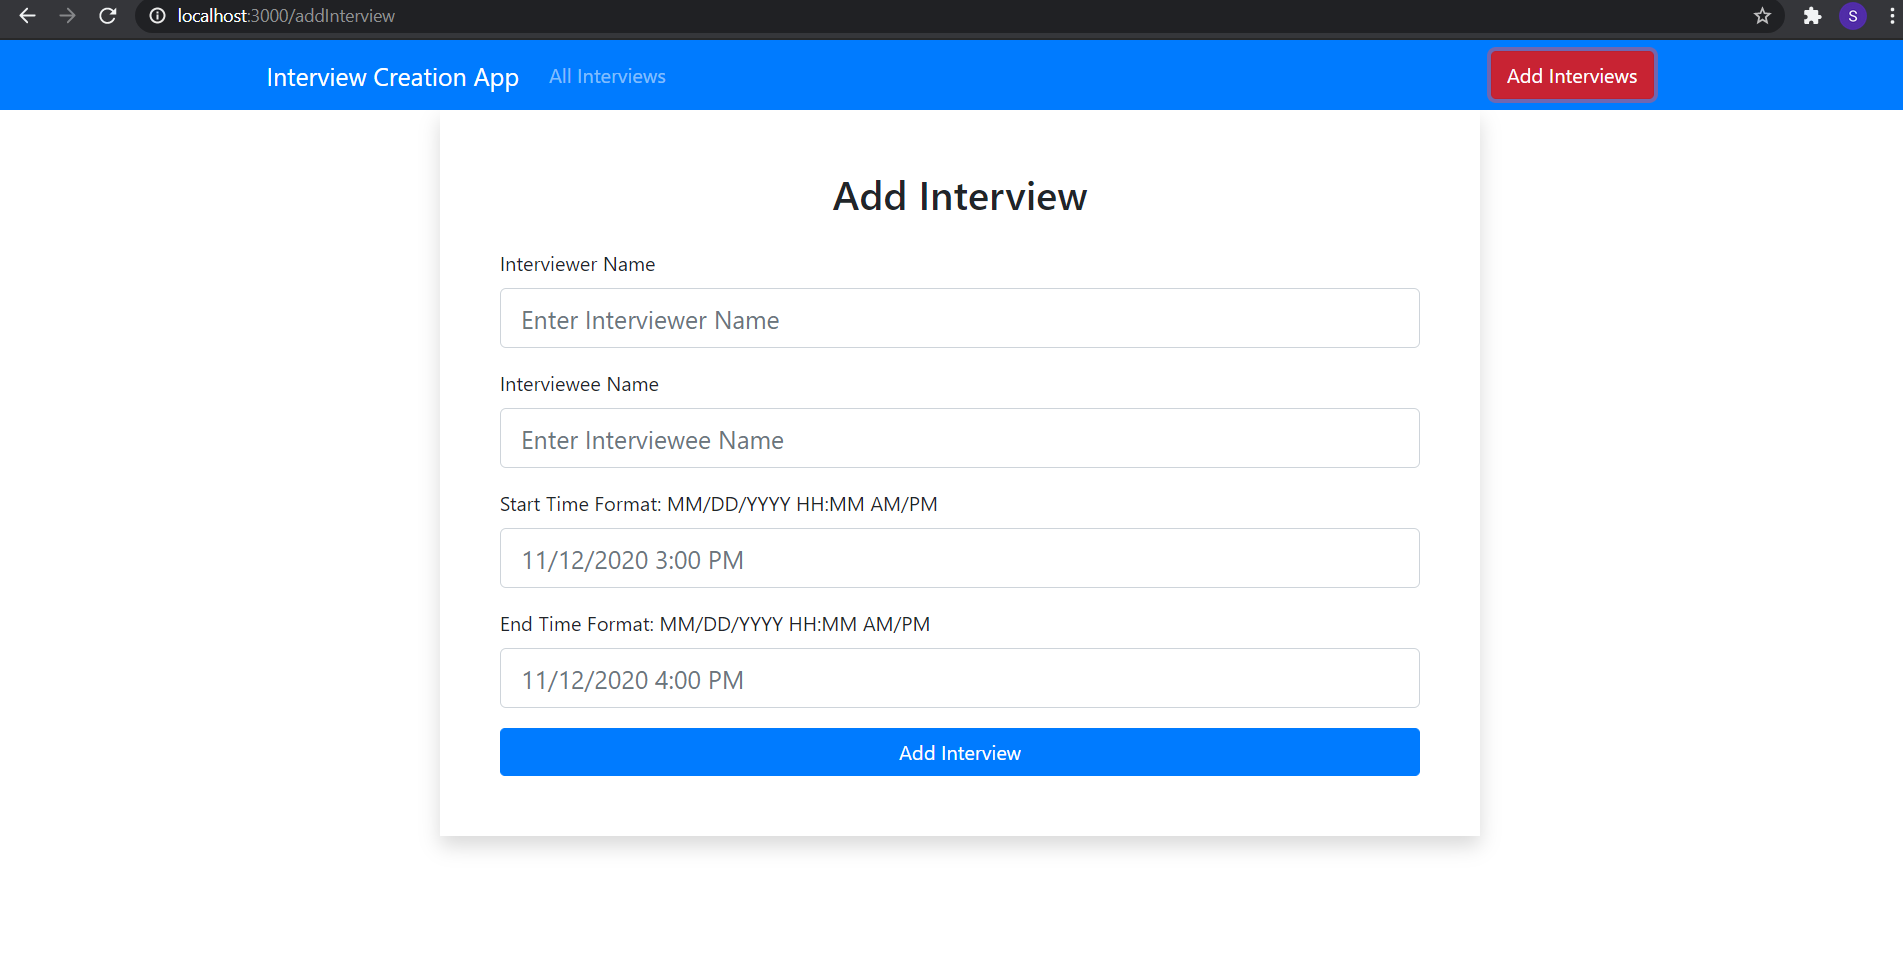 localhost:3000/addInterview
S
Interview Creation App All Interviews Add Interviews
Add Interview
Interviewer Name
Enter Interviewer Name
Interviewee Name
Enter Interviewee Name
Start Time Format: MM/DD/YYYY HH:MM AM/PM
11/12/2020 3:00 PM
End Time Format: MM/DD/YYYY HH:MM AM/PM
11/12/2020 4:00 PM
Add Interview